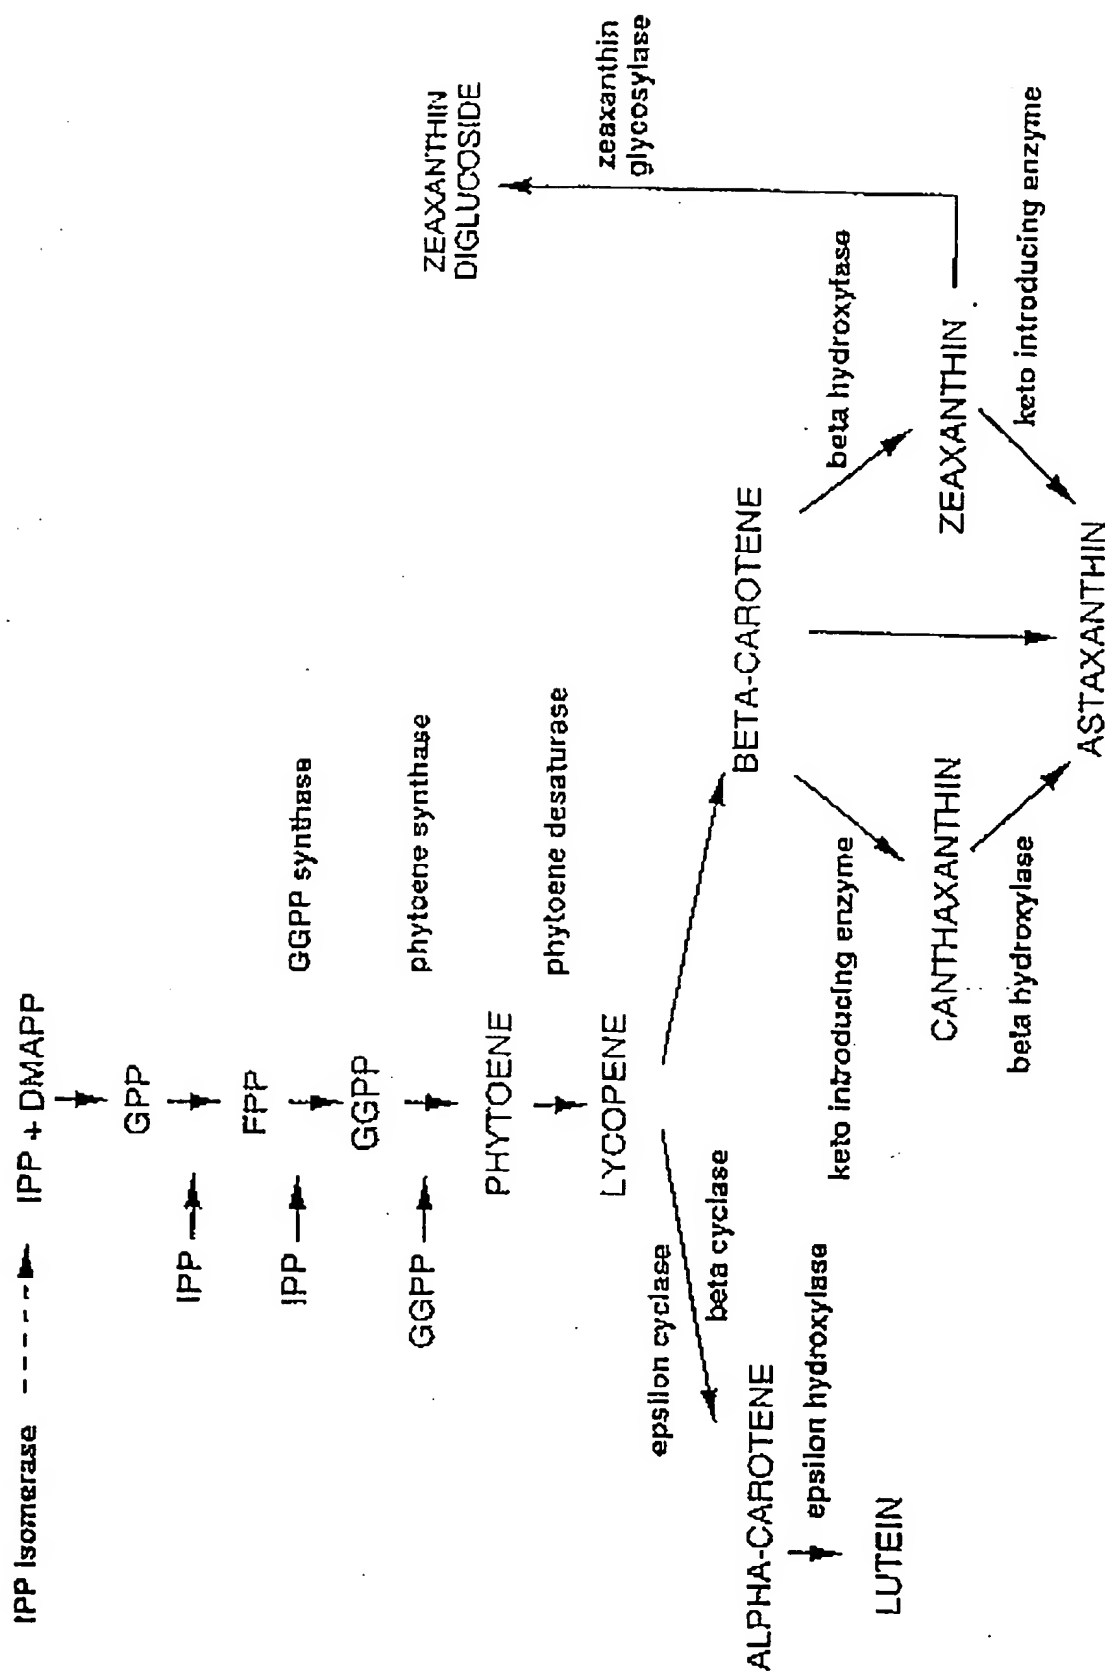 IPP isomerase
IPP + DMAPP
GPP
IPP
FPP
IPP
GGPP synthase
GGPP
GGPP
phytoene synthase
PHYTOENE
phytoene desaturase
LYCOPENE
epsilon cyclase
beta cyclase
ALPHA-CAROTENE
BETA-CAROTENE
epsilon hydroxylase
LUTEIN
keto introducing enzyme
beta hydroxylase
CANTHAXANTHIN
ZEAXANTHIN
beta hydroxylase
keto introducing enzyme
ASTAXANTHIN
ZEAXANTHIN
DIGLUCOSIDE
zeaxanthin
glycosylase